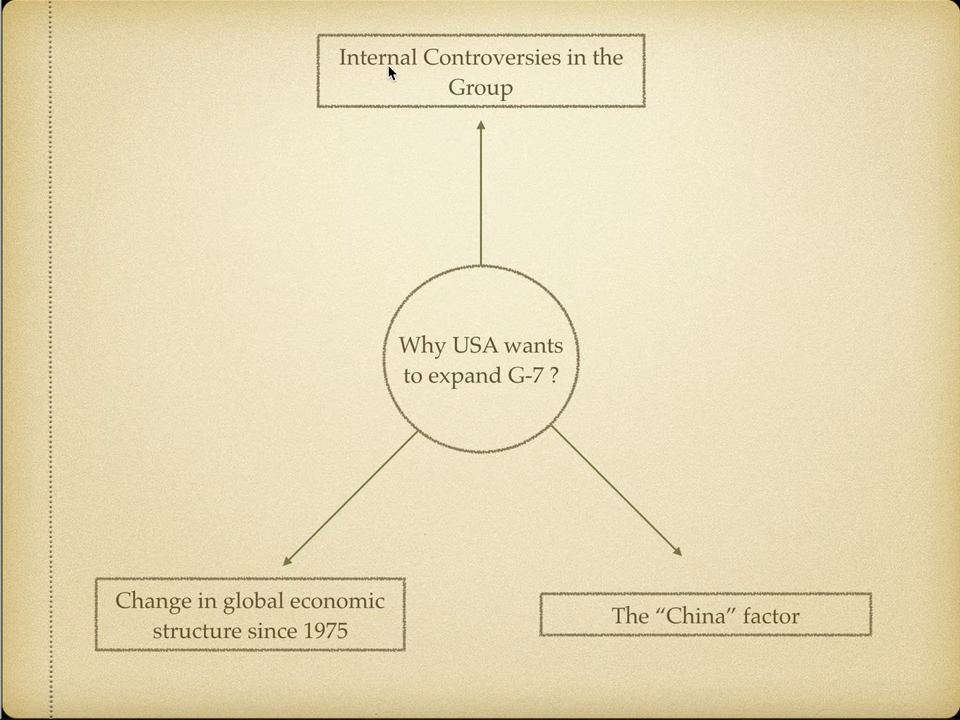 Internal Controversies in the
Group
Why USA wants
to expand G-7 ?
Change in global economic
structure since 1975
The “China” factor